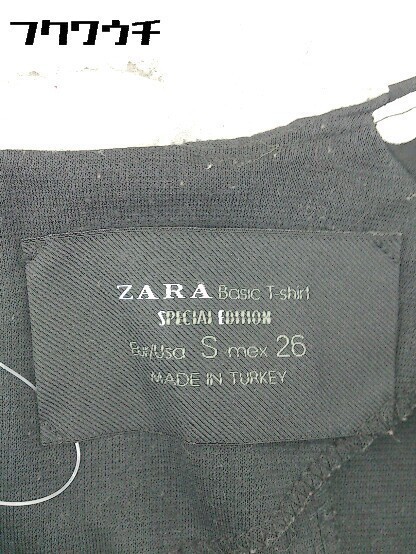 フクワウチ
ZARA Basic T-shirt
SPECIAL EDITION
Eur/Usa S mex 26
MADE IN TURKEY